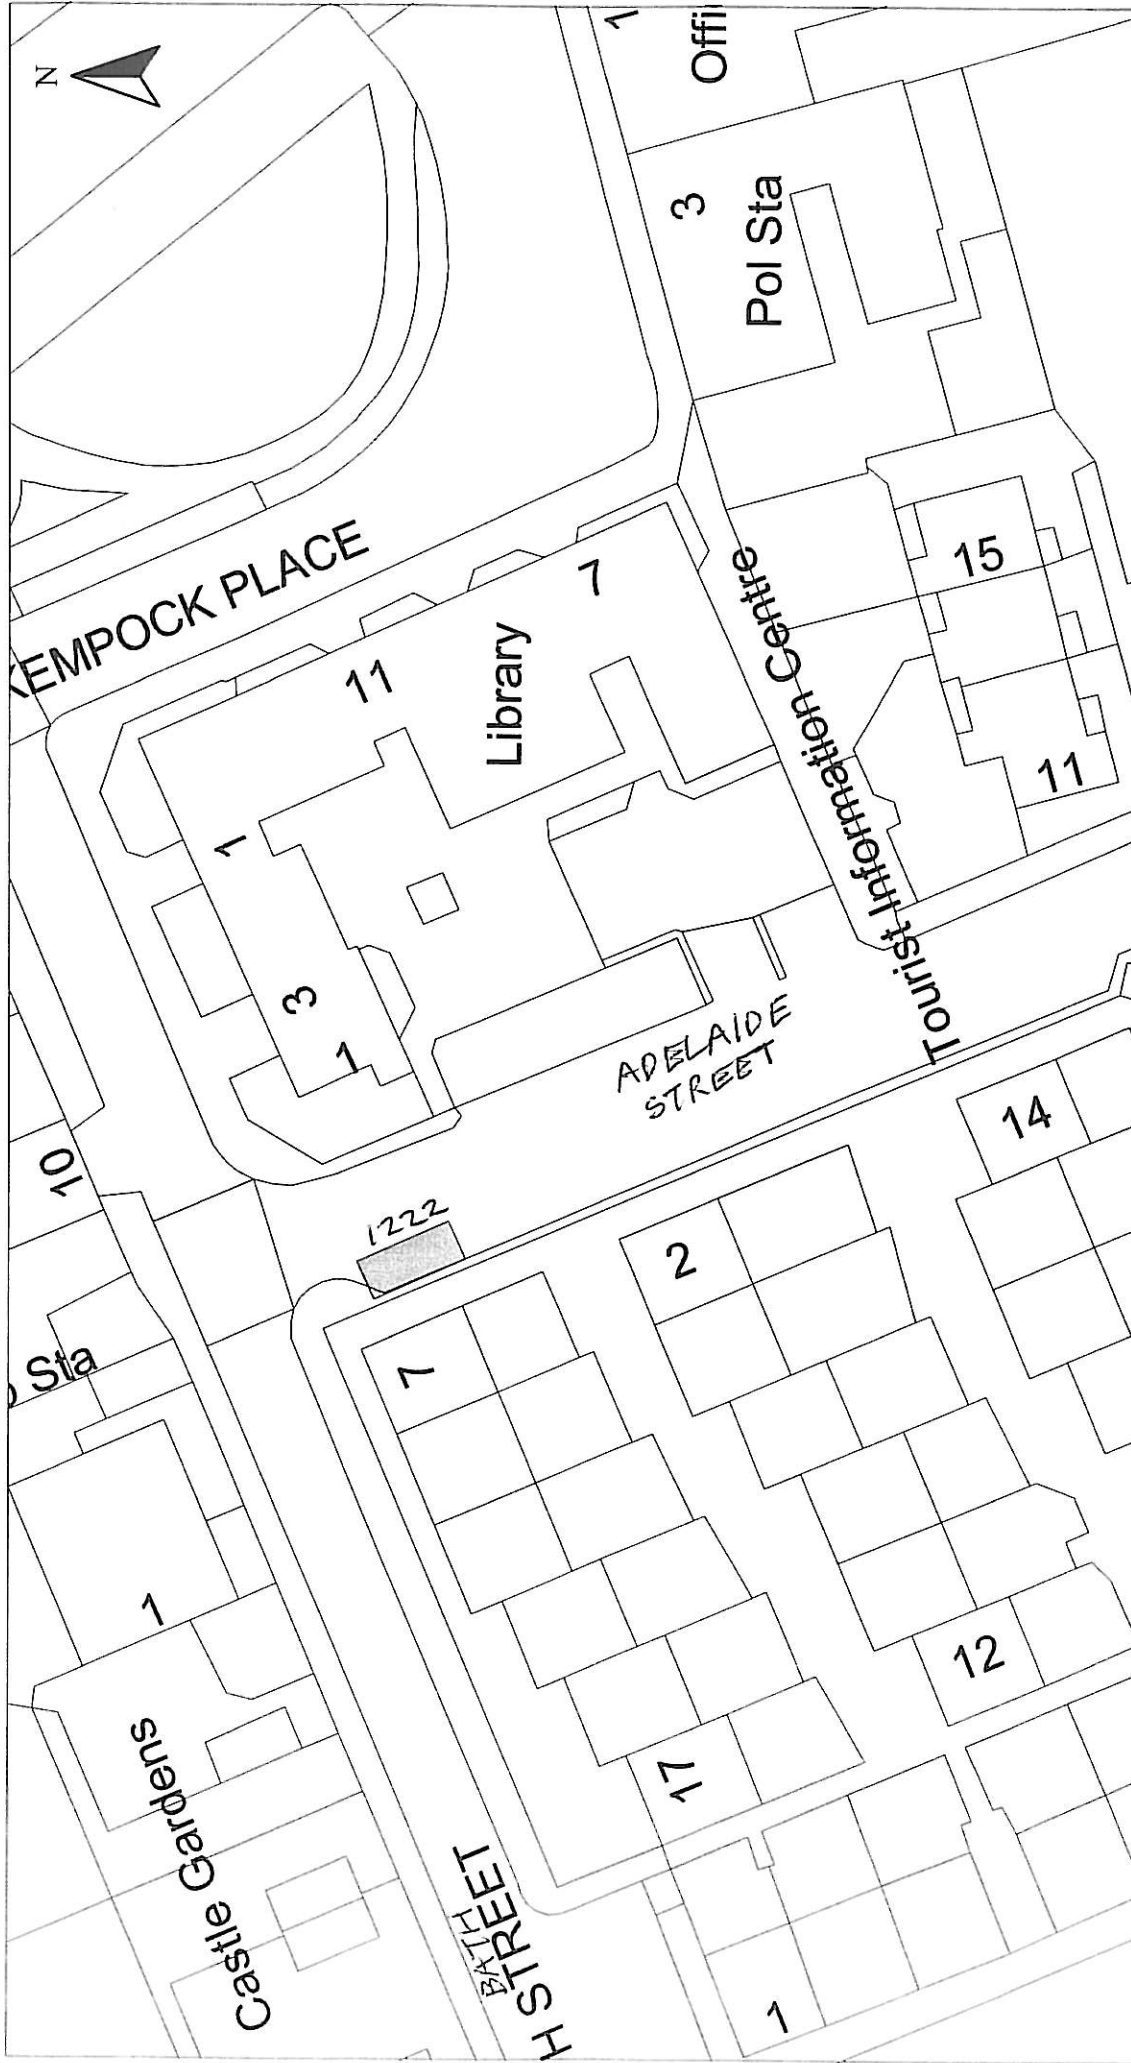 N
KEMPOCK PLACE
1
Offi
3
Pol Sta
11
Library
7
1
3
1
Tourist Information Centre
15
11
10
ADELAIDE
STREET
1222
Sta
7
2
14
1
Castle Gardens
17
12
BATH
H STREET
1